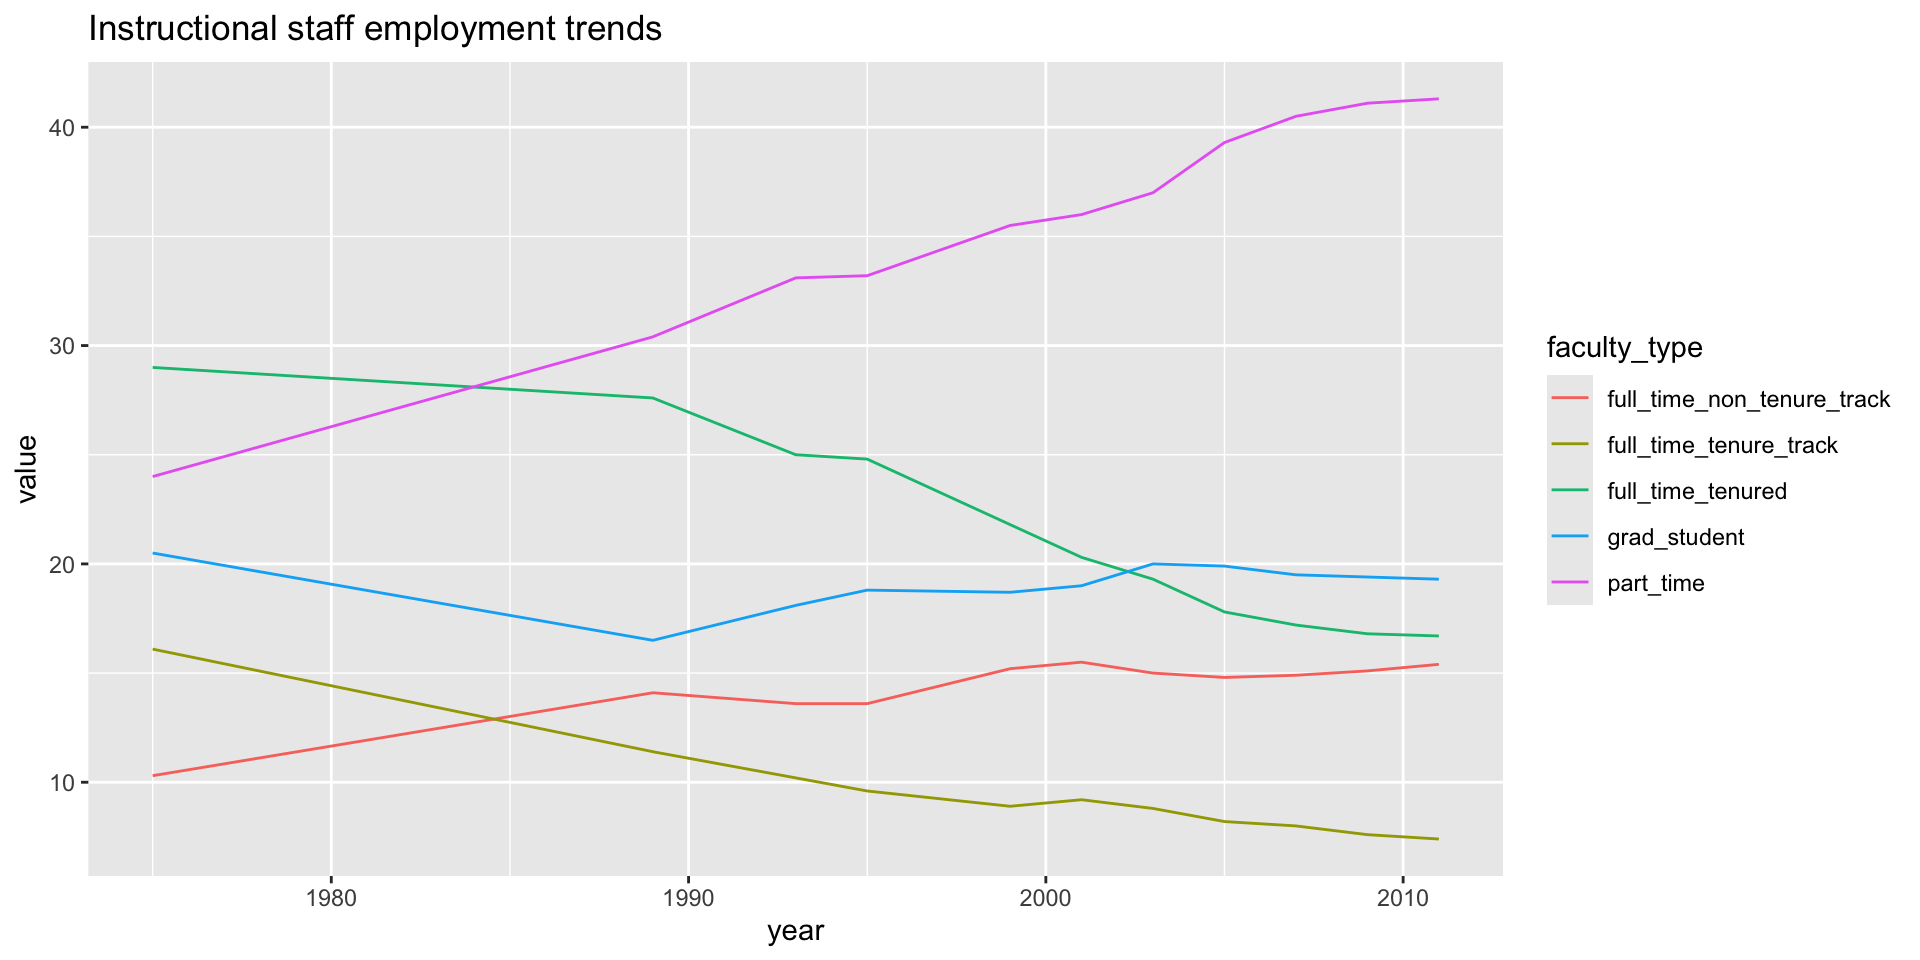 Instructional staff employment trends
40
30
20
10
value
1980
1990
2000
2010
year
faculty_type
full_time_non_tenure_track
full_time_tenure_track
full_time_tenured
grad_student
part_time